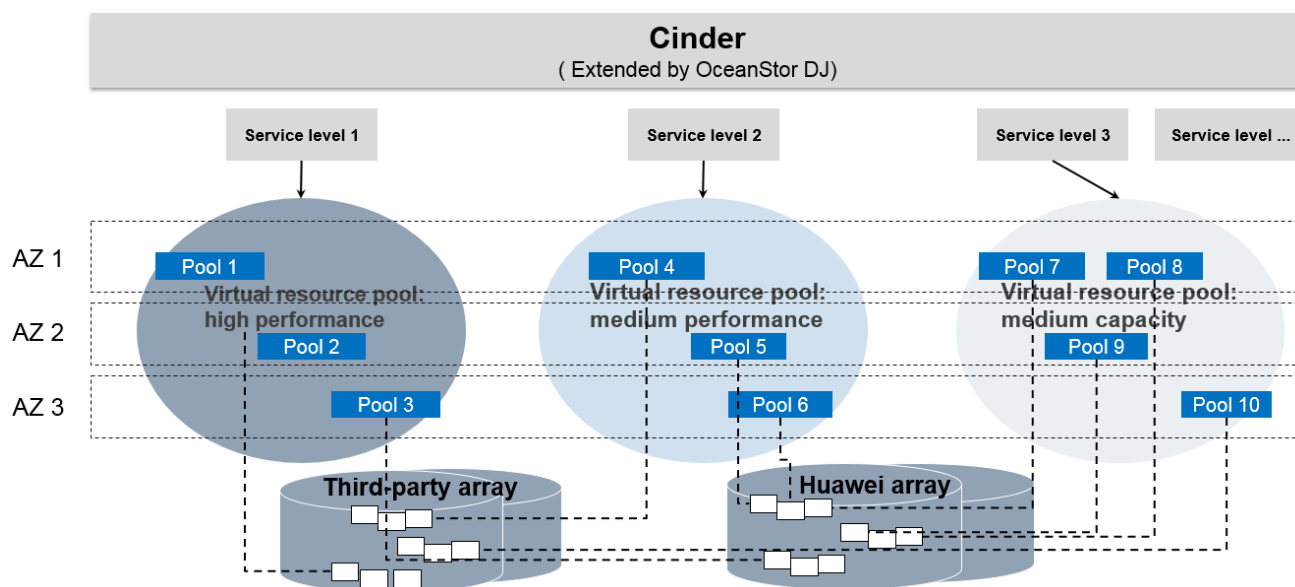 Cinder
( Extended by OceanStor DJ)
Service level 1
Service level 2
Service level 3
Service level ...
AZ 1
Pool 1
Pool 4
Pool 7
Pool 8
Virtual resource pool:
high performance
Virtual resource pool:
medium performance
Virtual resource pool:
medium capacity
AZ 2
Pool 2
Pool 5
Pool 9
AZ 3
Pool 3
Pool 6
Pool 10
Third-party array
Huawei array